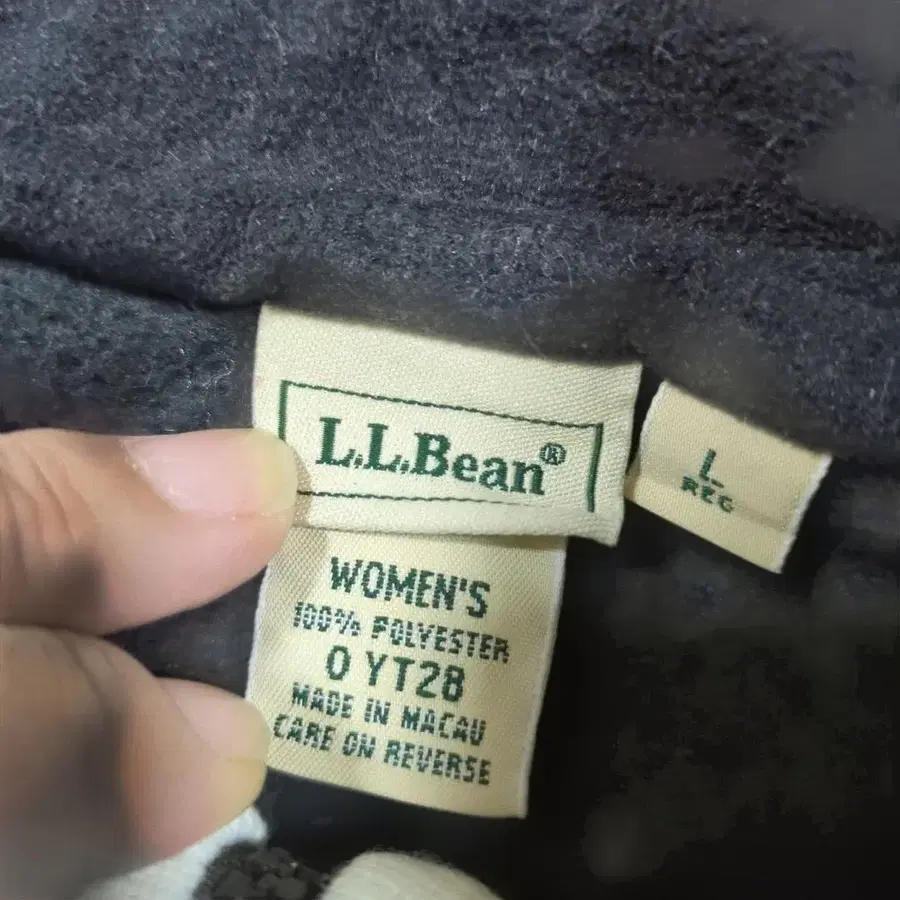 L.L.Bean®
L
REG
WOMEN'S
100% POLYESTER
0 YT28
MADE IN MACAU
CARE ON REVERSE